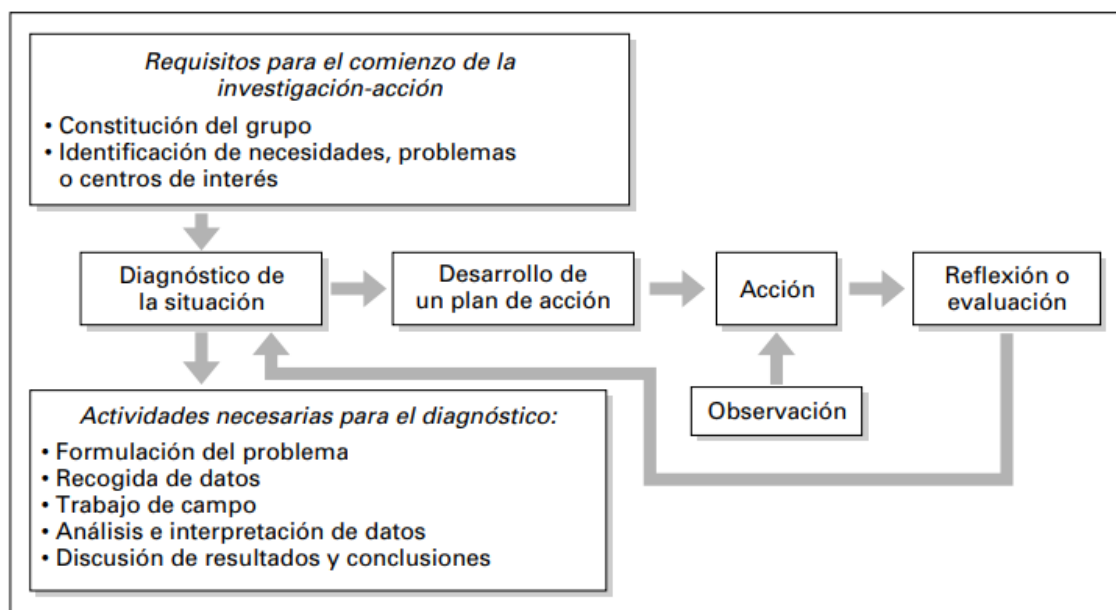 Requisitos para el comienzo de la
investigación-acción
• Constitución del grupo
• Identificación de necesidades, problemas
o centros de interés
Diagnóstico de
la situación
Desarrollo de
un plan de acción
Acción
Reflexión o
evaluación
Observación
Actividades necesarias para el diagnóstico:
• Formulación del problema
• Recogida de datos
• Trabajo de campo
• Análisis e interpretación de datos
• Discusión de resultados y conclusiones